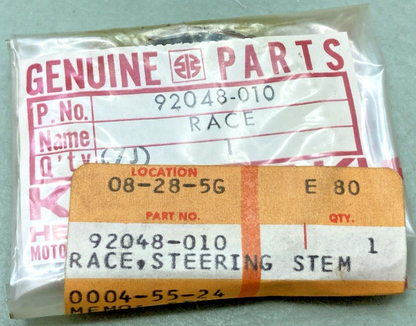 GENUINE PARTS
P. No. 92048-010
Name RACE
Q'ty 1
LOCATION
08-28-5G E 80
PART NO. QTY.
92048-010 1
RACE,STEERING STEM
0004-55-24